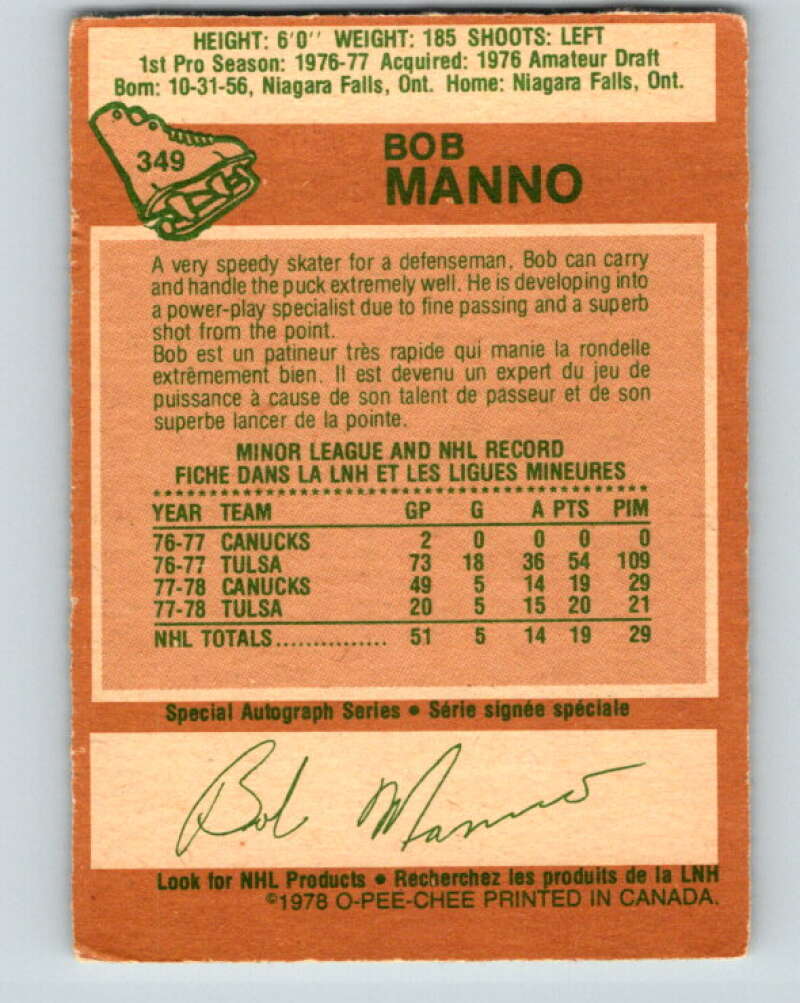 HEIGHT: 6'0'' WEIGHT: 185 SHOOTS: LEFT
1st Pro Season: 1976-77 Acquired: 1976 Amateur Draft
Born: 10-31-56, Niagara Falls, Ont. Home: Niagara Falls, Ont.
349
BOB
MANNO
A very speedy skater for a defenseman, Bob can carry
and handle the puck extremely well. He is developing into
a power-play specialist due to fine passing and a superb
shot from the point.
Bob est un patineur très rapide qui manie la rondelle
extrêmement bien. Il est devenu un expert du jeu de
puissance à cause de son talent de passeur et de son
superbe lancer de la pointe.
MINOR LEAGUE AND NHL RECORD
FICHE DANS LA LNH ET LES LIGUES MINEURES
YEAR TEAM GP G A PTS PIM
76-77 CANUCKS 2 0 0 0 0
76-77 TULSA 73 18 36 54 109
77-78 CANUCKS 49 5 14 19 29
77-78 TULSA 20 5 15 20 21
NHL TOTALS............... 51 5 14 19 29
Special Autograph Series • Série signée spéciale
Bob Manno
Look for NHL Products • Recherchez les produits de la LNH
©1978 O-PEE-CHEE PRINTED IN CANADA.